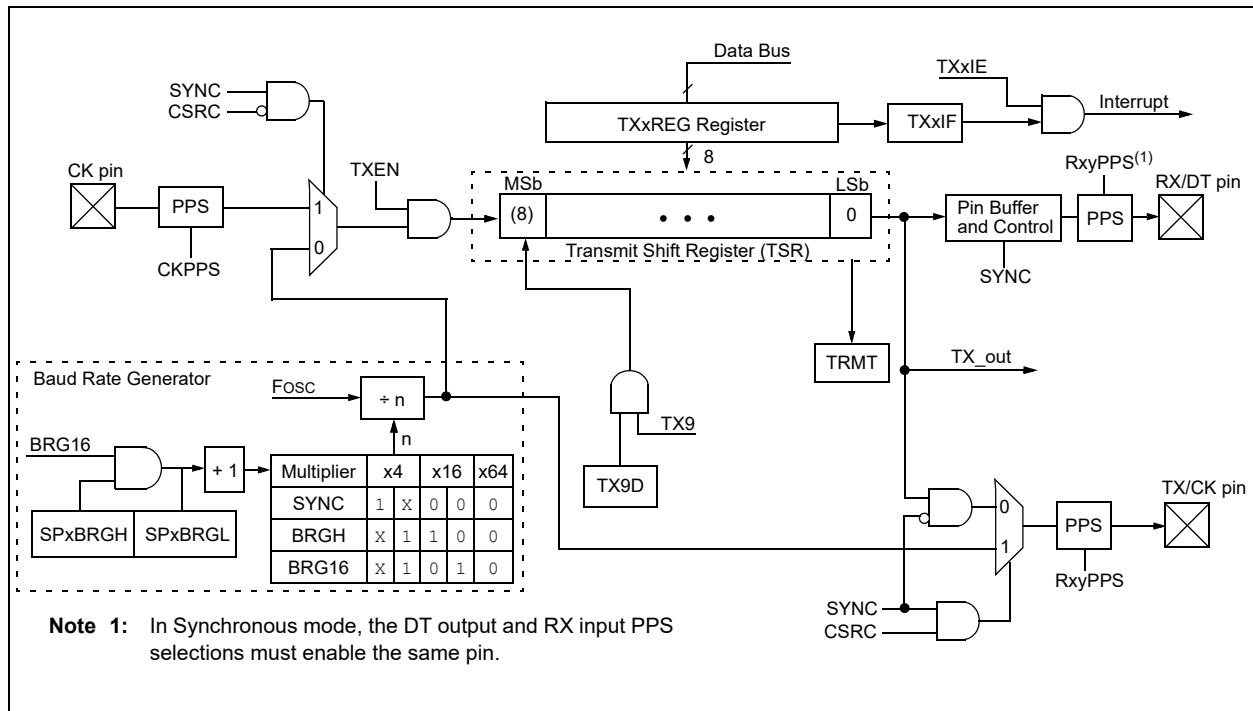 Data Bus
TXxIE
SYNC
CSRC
TXxREG Register
TXxIF
Interrupt
8
CK pin
TXEN
MSb
LSb
RxyPPS(1)
RX/DT pin
PPS
1
(8)
• • •
0
Pin Buffer
and Control
PPS
0
CKPPS
Transmit Shift Register (TSR)
SYNC
TRMT
TX_out
Baud Rate Generator
FOSC
÷ n
n
TX9
BRG16
+ 1
TX9D
Multiplier x4 x16 x64
SYNC 1 X 0 0 0
BRGH X 1 1 0 0
BRG16 X 1 0 1 0
SPxBRGH SPxBRGL
TX/CK pin
0
PPS
1
RxyPPS
SYNC
CSRC
Note 1: In Synchronous mode, the DT output and RX input PPS
selections must enable the same pin.